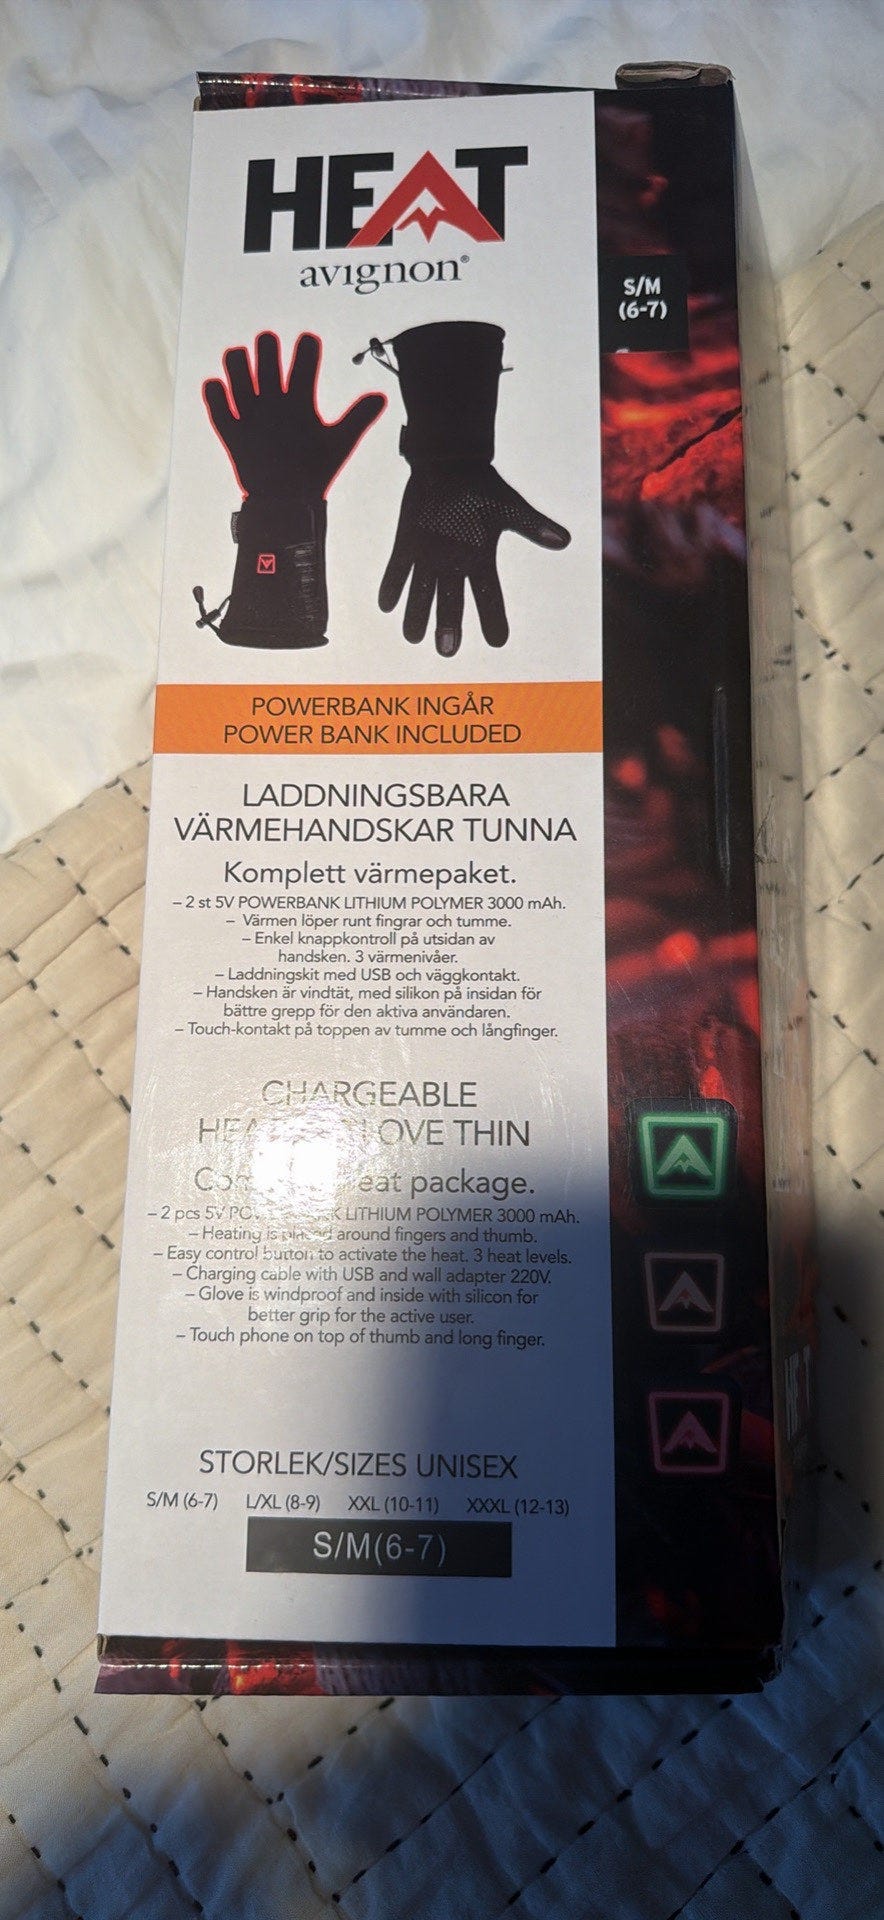 HEAT
avignon®
S/M
(6-7)
POWERBANK INGÅR
POWER BANK INCLUDED
LADDNINGSBARA
VÄRMEHANDSKAR TUNNA
Komplett värmepaket.
– 2 st 5V POWERBANK LITHIUM POLYMER 3000 mAh.
– Värmen löper runt fingrar och tumme.
– Enkel knappkontroll på utsidan av
handsken. 3 värmenivåer.
– Laddningskit med USB och väggkontakt.
– Handsken är vindtät, med silikon på insidan för
bättre grepp för den aktiva användaren.
– Touch-kontakt på toppen av tumme och långfinger.
CHARGEABLE
THIN
package.
– 2 pcs 5V LITHIUM POLYMER 3000 mAh.
– Heating is placed around fingers and thumb.
– Easy control button to activate the heat. 3 heat levels.
– Charging cable with USB and wall adapter 220V.
– Glove is windproof and inside with silicon for
better grip for the active user.
– Touch phone on top of thumb and long finger.
STORLEK/SIZES UNISEX
S/M (6-7) L/XL (8-9) XXL (10-11) XXXL (12-13)
S/M(6-7)